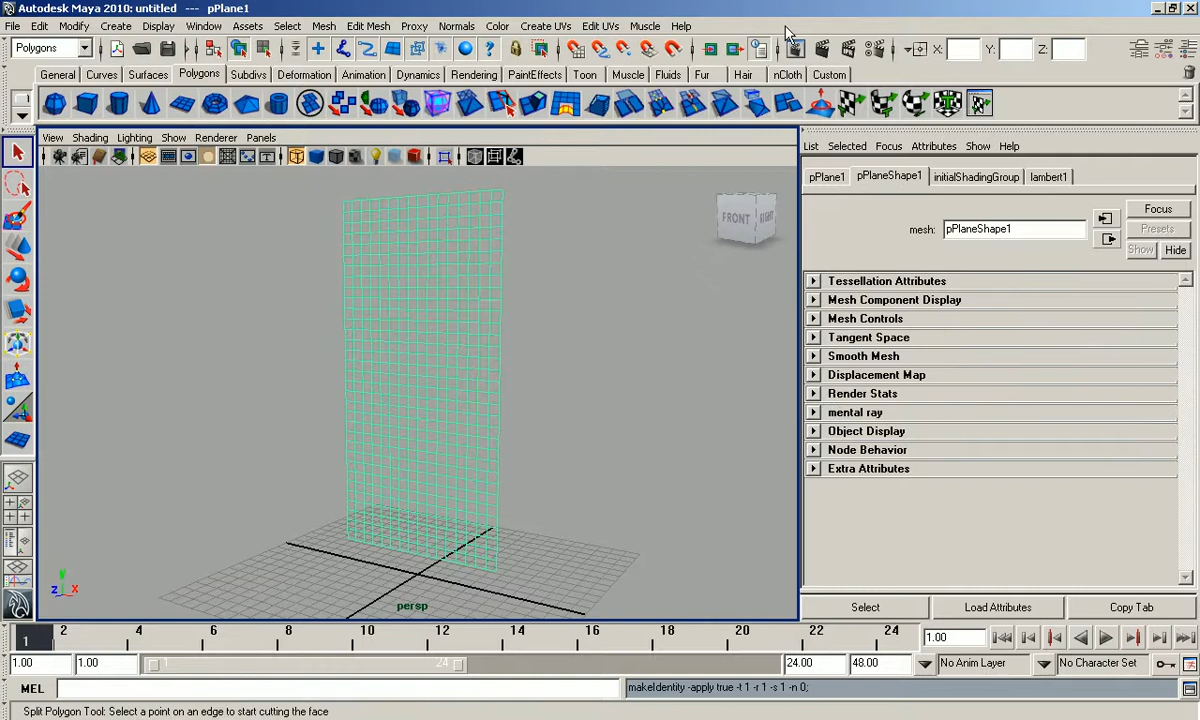 Autodesk Maya 2010: untitled --- pPlane1
File Edit Modify Create Display Window Assets Select Mesh Edit Mesh Proxy Normals Color Create UVs Edit UVs Muscle Help
Polygons X: Y: Z:
General Curves Surfaces Polygons Subdivs Deformation Animation Dynamics Rendering PaintEffects Toon Muscle Fluids Fur Hair nCloth Custom
View Shading Lighting Show Renderer Panels
List Selected Focus Attributes Show Help
pPlane1 pPlaneShape1 initialShadingGroup lambert1
FRONT RIGHT
Focus
mesh: pPlaneShape1 Presets
Show Hide
Tessellation Attributes
Mesh Component Display
Mesh Controls
Tangent Space
Smooth Mesh
Displacement Map
Render Stats
mental ray
Object Display
Node Behavior
Extra Attributes
y
z x
persp
Select Load Attributes Copy Tab
1 2 4 6 8 10 12 14 16 18 20 22 24 1.00
1.00 1.00 1 24 24.00 48.00 No Anim Layer No Character Set
MEL makeIdentity -apply true -t 1 -r 1 -s 1 -n 0;
Split Polygon Tool: Select a point on an edge to start cutting the face